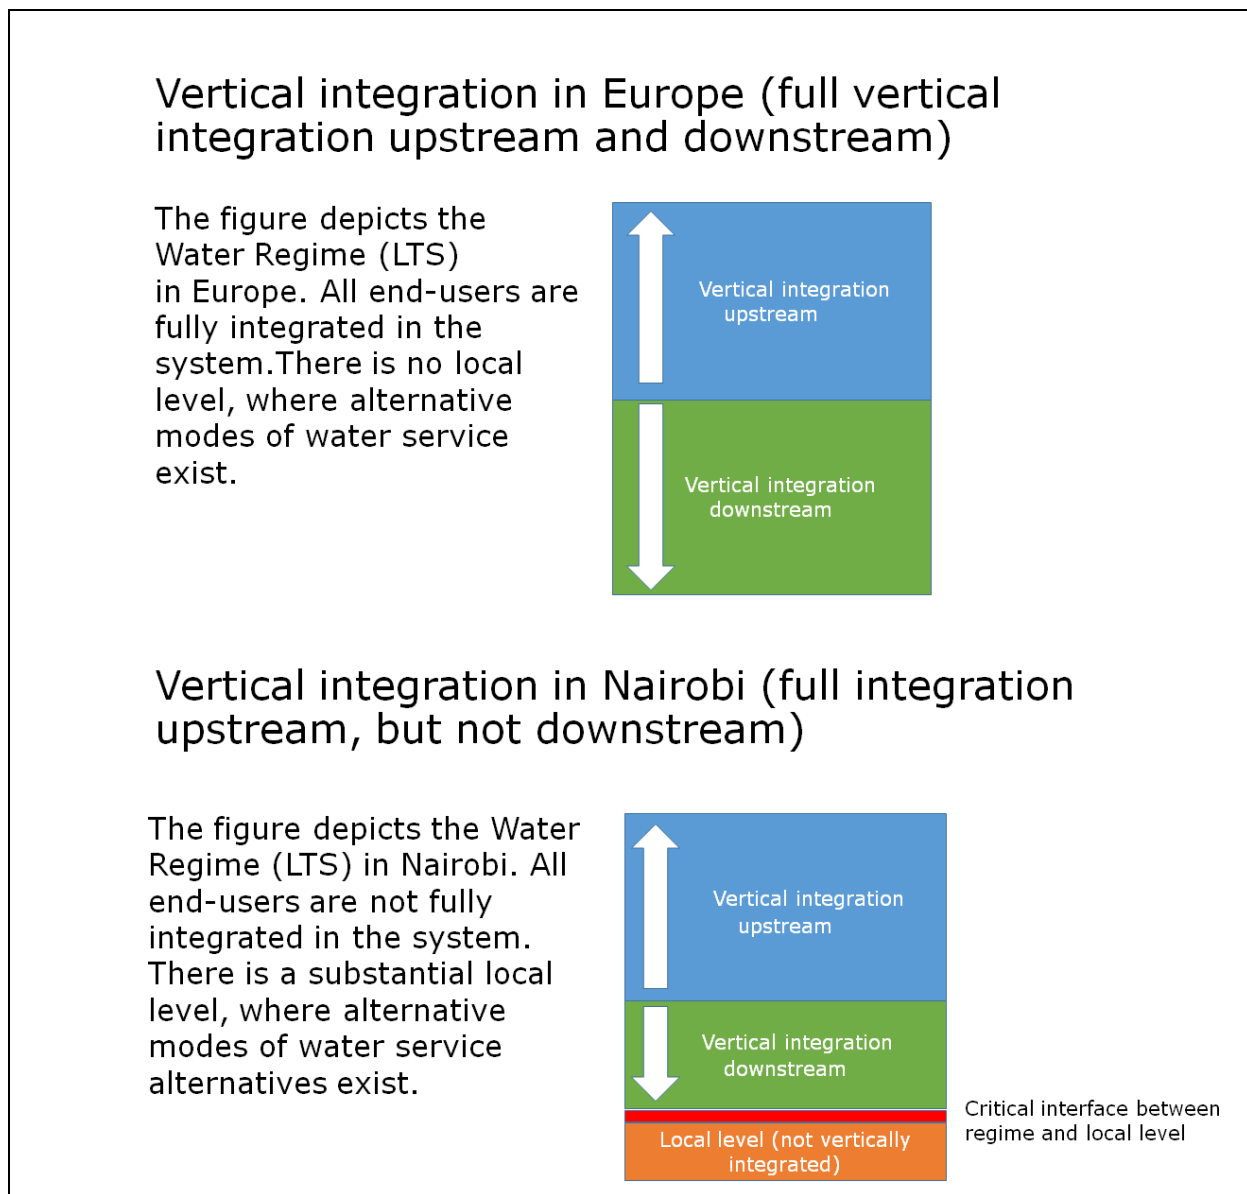 Vertical integration in Europe (full vertical
integration upstream and downstream)
The figure depicts the
Water Regime (LTS)
in Europe. All end-users are
fully integrated in the
system.There is no local
level, where alternative
modes of water service
exist.
Vertical integration
upstream
Vertical integration
downstream
Vertical integration in Nairobi (full integration
upstream, but not downstream)
The figure depicts the Water
Regime (LTS) in Nairobi. All
end-users are not fully
integrated in the system.
There is a substantial local
level, where alternative
modes of water service
alternatives exist.
Vertical integration
upstream
Vertical integration
downstream
Critical interface between
regime and local level
Local level (not vertically
integrated)